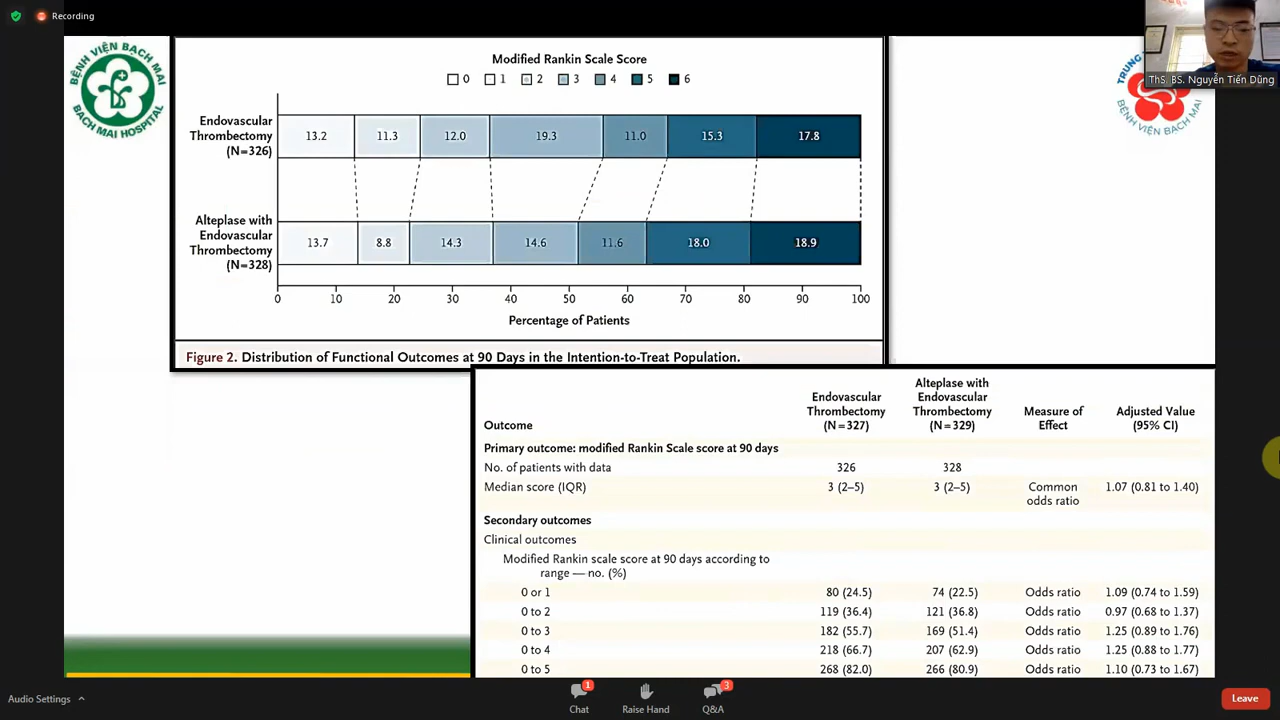 Recording
BỆNH VIỆN BẠCH MAI
BACH MAI HOSPITAL
Modified Rankin Scale Score
0 1 2 3 4 5 6
Endovascular
Thrombectomy
(N=326)
13.2 11.3 12.0 19.3 11.0 15.3 17.8
Alteplase with
Endovascular
Thrombectomy
(N=328)
13.7 8.8 14.3 14.6 11.6 18.0 18.9
0 10 20 30 40 50 60 70 80 90 100
Percentage of Patients
Figure 2. Distribution of Functional Outcomes at 90 Days in the Intention-to-Treat Population.
TRUNG
BỆNH VIỆN BẠCH MAI
ThS. BS. Nguyễn Tiến Dũng
Outcome
Endovascular
Thrombectomy
(N=327)
Alteplase with
Endovascular
Thrombectomy
(N=329)
Measure of
Effect
Adjusted Value
(95% CI)
Primary outcome: modified Rankin Scale score at 90 days
No. of patients with data 326 328
Median score (IQR) 3 (2–5) 3 (2–5) Common
odds ratio
1.07 (0.81 to 1.40)
Secondary outcomes
Clinical outcomes
Modified Rankin scale score at 90 days according to
range — no. (%)
0 or 1 80 (24.5) 74 (22.5) Odds ratio 1.09 (0.74 to 1.59)
0 to 2 119 (36.4) 121 (36.8) Odds ratio 0.97 (0.68 to 1.37)
0 to 3 182 (55.7) 169 (51.4) Odds ratio 1.25 (0.89 to 1.76)
0 to 4 218 (66.7) 207 (62.9) Odds ratio 1.25 (0.88 to 1.77)
0 to 5 268 (82.0) 266 (80.9) Odds ratio 1.10 (0.73 to 1.67)
Audio Settings
1
Chat
Raise Hand
3
Q&A
Leave